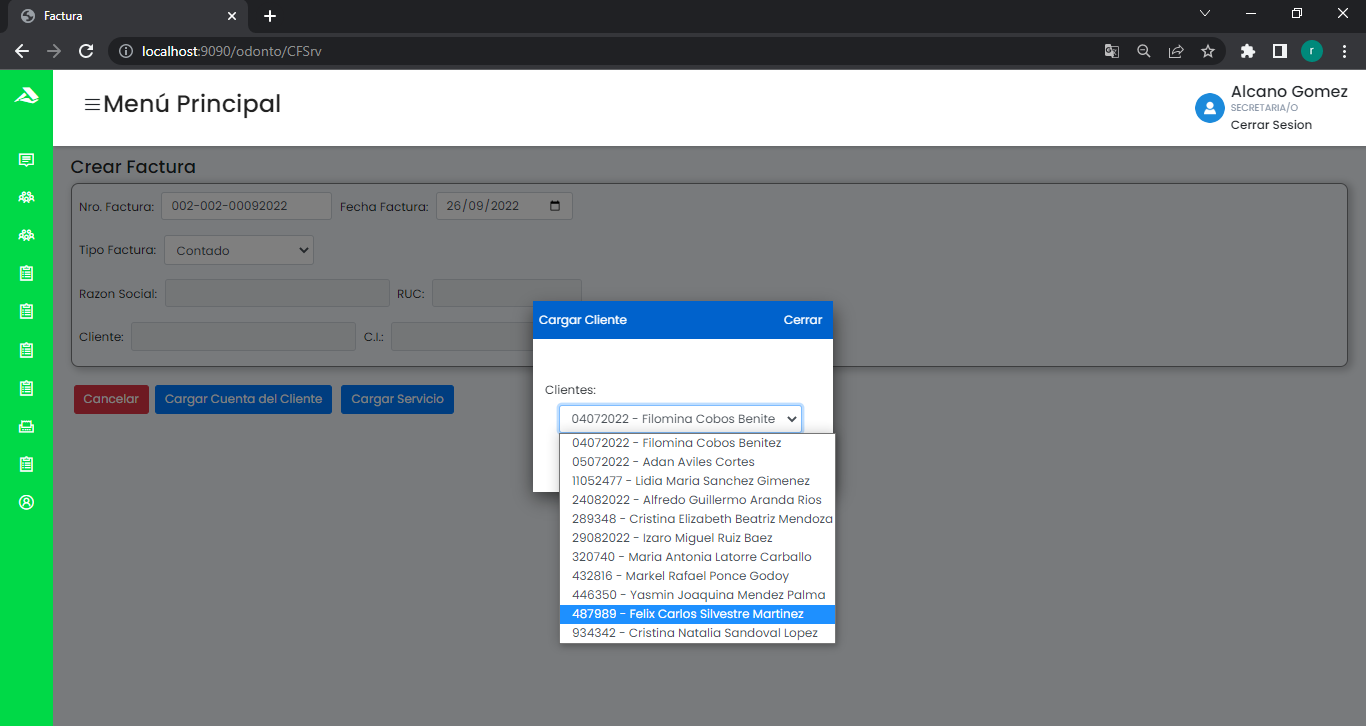 Factura
localhost:9090/odonto/CFSrv
r
Menú Principal
Alcano Gomez
SECRETARIA/O
Cerrar Sesion
Crear Factura
Nro. Factura: 002-002-00092022 Fecha Factura: 26/09/2022
Tipo Factura: Contado
Razon Social: RUC:
Cliente: C.I.:
Cancelar Cargar Cuenta del Cliente Cargar Servicio
Cargar Cliente Cerrar
Clientes:
04072022 - Filomina Cobos Benite
04072022 - Filomina Cobos Benitez
05072022 - Adan Aviles Cortes
11052477 - Lidia Maria Sanchez Gimenez
24082022 - Alfredo Guillermo Aranda Rios
289348 - Cristina Elizabeth Beatriz Mendoza
29082022 - Izaro Miguel Ruiz Baez
320740 - Maria Antonia Latorre Carballo
432816 - Markel Rafael Ponce Godoy
446350 - Yasmin Joaquina Mendez Palma
487989 - Felix Carlos Silvestre Martinez
934342 - Cristina Natalia Sandoval Lopez